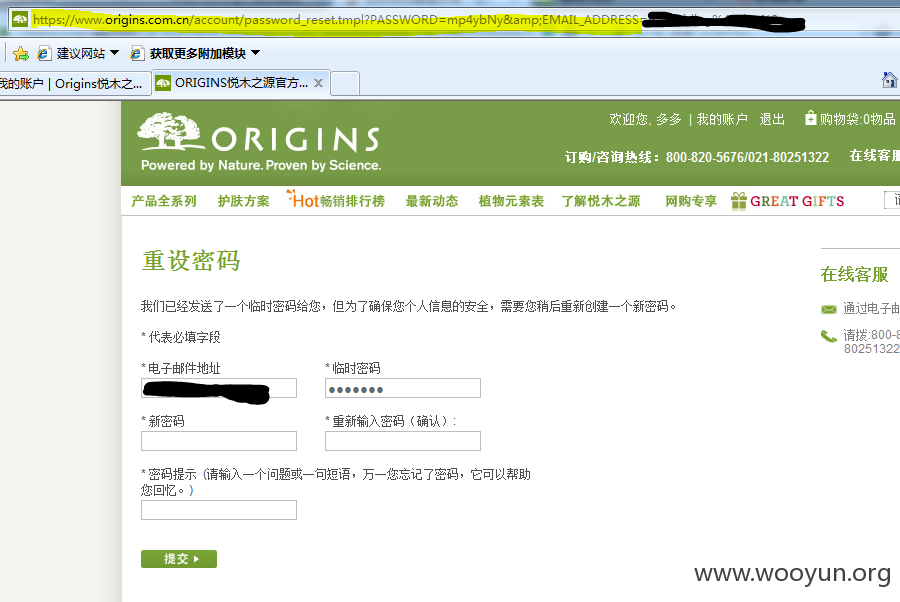 https://www.origins.com.cn/account/password_reset.tmpl?PASSWORD=mp4ybNy&amp;EMAIL_ADDRESS=
建议网站 获取更多附加模块
我的账户 | Origins悦木之... ORIGINS悦木之源官方...
欢迎您, 多多 | 我的账户 退出 购物袋:0物品
ORIGINS
Powered by Nature. Proven by Science.
订购/咨询热线：800-820-5676/021-80251322 在线客服
产品全系列 护肤方案 Hot畅销排行榜 最新动态 植物元素表 了解悦木之源 网购专享 GREAT GIFTS
重设密码
在线客服
我们已经发送了一个临时密码给您，但为了确保您个人信息的安全，需要您稍后重新创建一个新密码。
通过电子邮
* 代表必填字段
请拨:800-8
80251322
* 电子邮件地址 * 临时密码
* 新密码 * 重新输入密码（确认）:
* 密码提示（请输入一个问题或一句短语，万一您忘记了密码，它可以帮助
您回忆。）
提交
www.wooyun.org